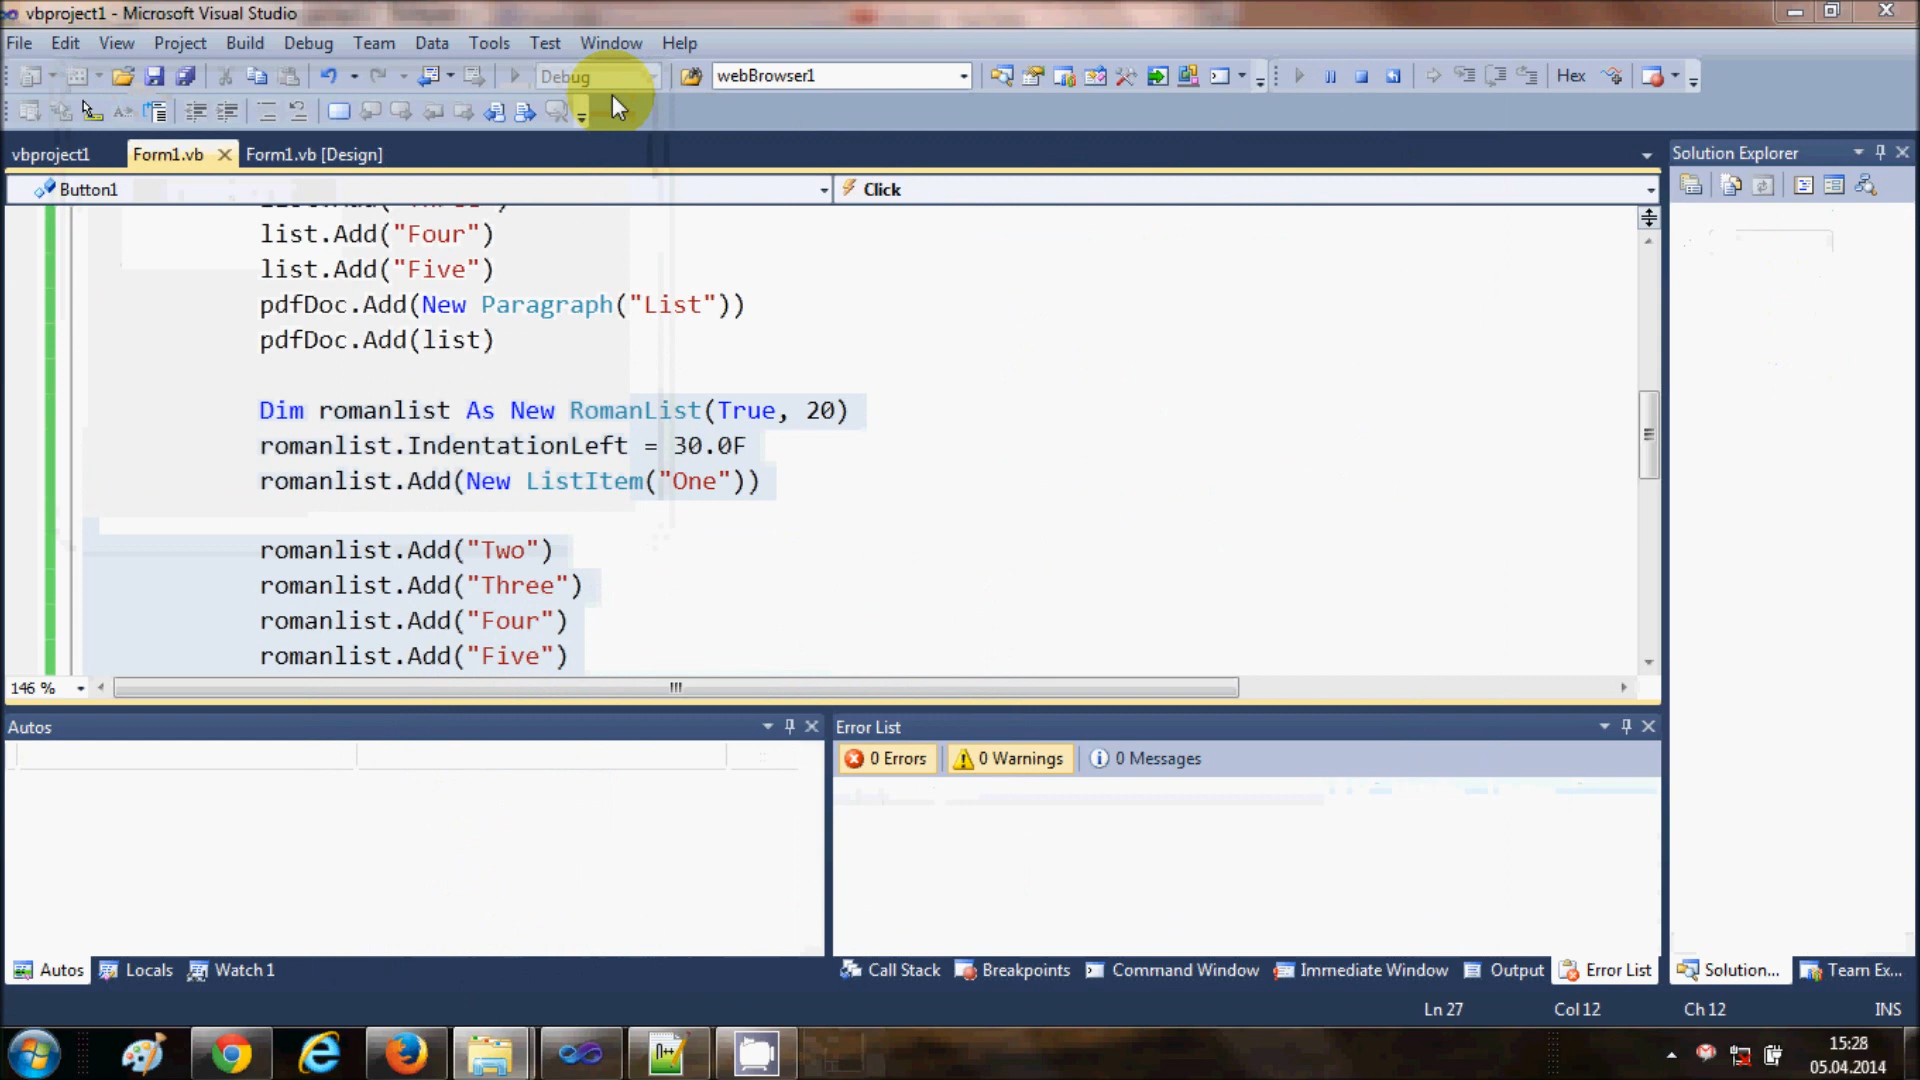 vbproject1 - Microsoft Visual Studio
File Edit View Project Build Debug Team Data Tools Test Window Help
Debug webBrowser1 Hex
vbproject1 Form1.vb Form1.vb [Design] Solution Explorer
Button1 Click
list.Add("Four")
list.Add("Five")
pdfDoc.Add(New Paragraph("List"))
pdfDoc.Add(list)
Dim romanlist As New RomanList(True, 20)
romanlist.IndentationLeft = 30.0F
romanlist.Add(New ListItem("One"))
romanlist.Add("Two")
romanlist.Add("Three")
romanlist.Add("Four")
romanlist.Add("Five")
146 %
Autos Error List
0 Errors 0 Warnings 0 Messages
Autos Locals Watch 1 Call Stack Breakpoints Command Window Immediate Window Output Error List Solution... Team Ex...
Ln 27 Col 12 Ch 12 INS
15:28
05.04.2014